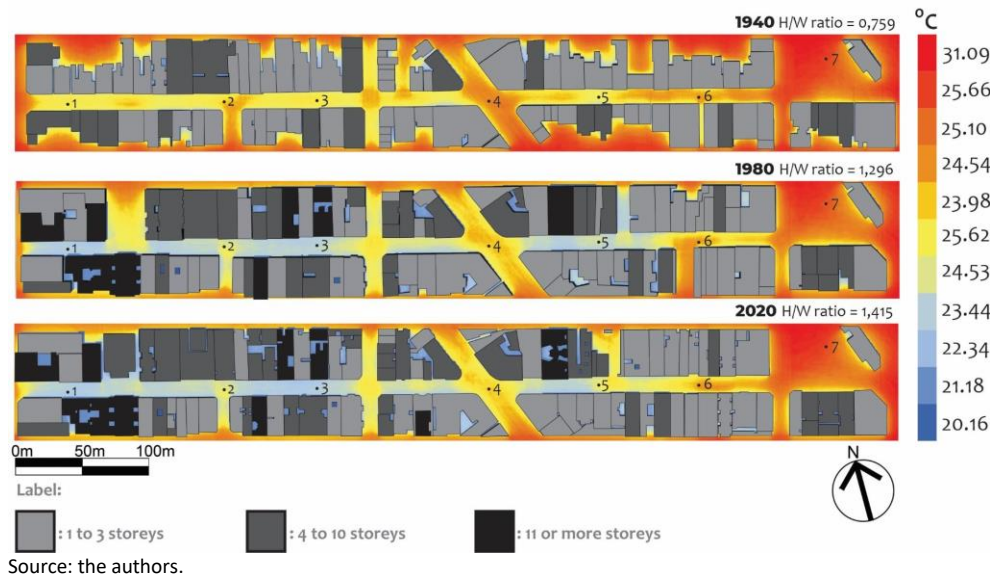 1940 H/W ratio = 0,759
°C
1 2 3 4 5 6 7
31.09
25.66
25.10
24.54
23.98
25.62
24.53
23.44
22.34
21.18
20.16
1980 H/W ratio = 1,296
1 2 3 4 5 6 7
2020 H/W ratio = 1,415
1 2 3 4 5 6 7
0m 50m 100m
N
Label:
: 1 to 3 storeys : 4 to 10 storeys : 11 or more storeys
Source: the authors.